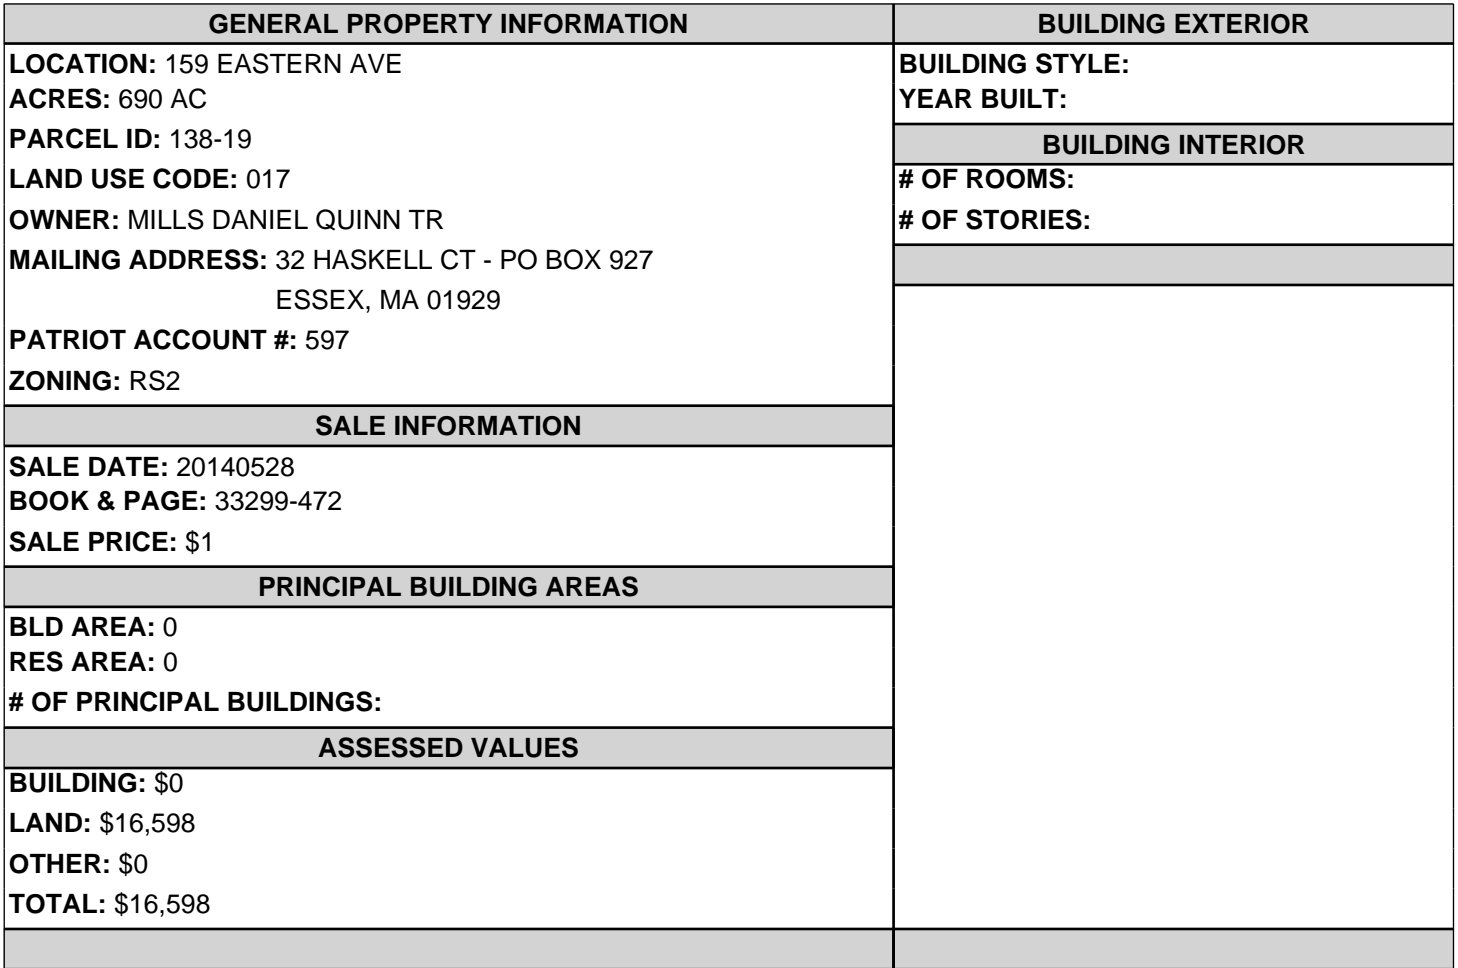 GENERAL PROPERTY INFORMATION
LOCATION: 159 EASTERN AVE
ACRES: 690 AC
PARCEL ID: 138-19
LAND USE CODE: 017
OWNER: MILLS DANIEL QUINN TR
MAILING ADDRESS: 32 HASKELL CT - PO BOX 927
ESSEX, MA 01929
PATRIOT ACCOUNT #: 597
ZONING: RS2
SALE INFORMATION
SALE DATE: 20140528
BOOK & PAGE: 33299-472
SALE PRICE: $1
PRINCIPAL BUILDING AREAS
BLD AREA: 0
RES AREA: 0
# OF PRINCIPAL BUILDINGS:
ASSESSED VALUES
BUILDING: $0
LAND: $16,598
OTHER: $0
TOTAL: $16,598
BUILDING EXTERIOR
BUILDING STYLE:
YEAR BUILT:
BUILDING INTERIOR
# OF ROOMS:
# OF STORIES: